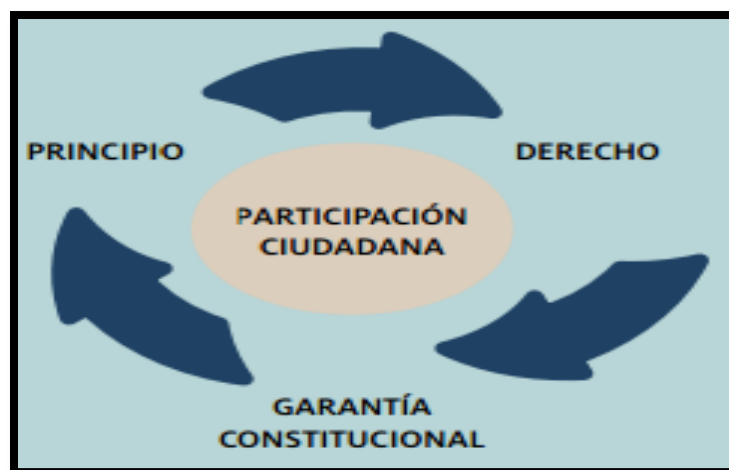 PRINCIPIO
DERECHO
PARTICIPACIÓN
CIUDADANA
GARANTÍA
CONSTITUCIONAL